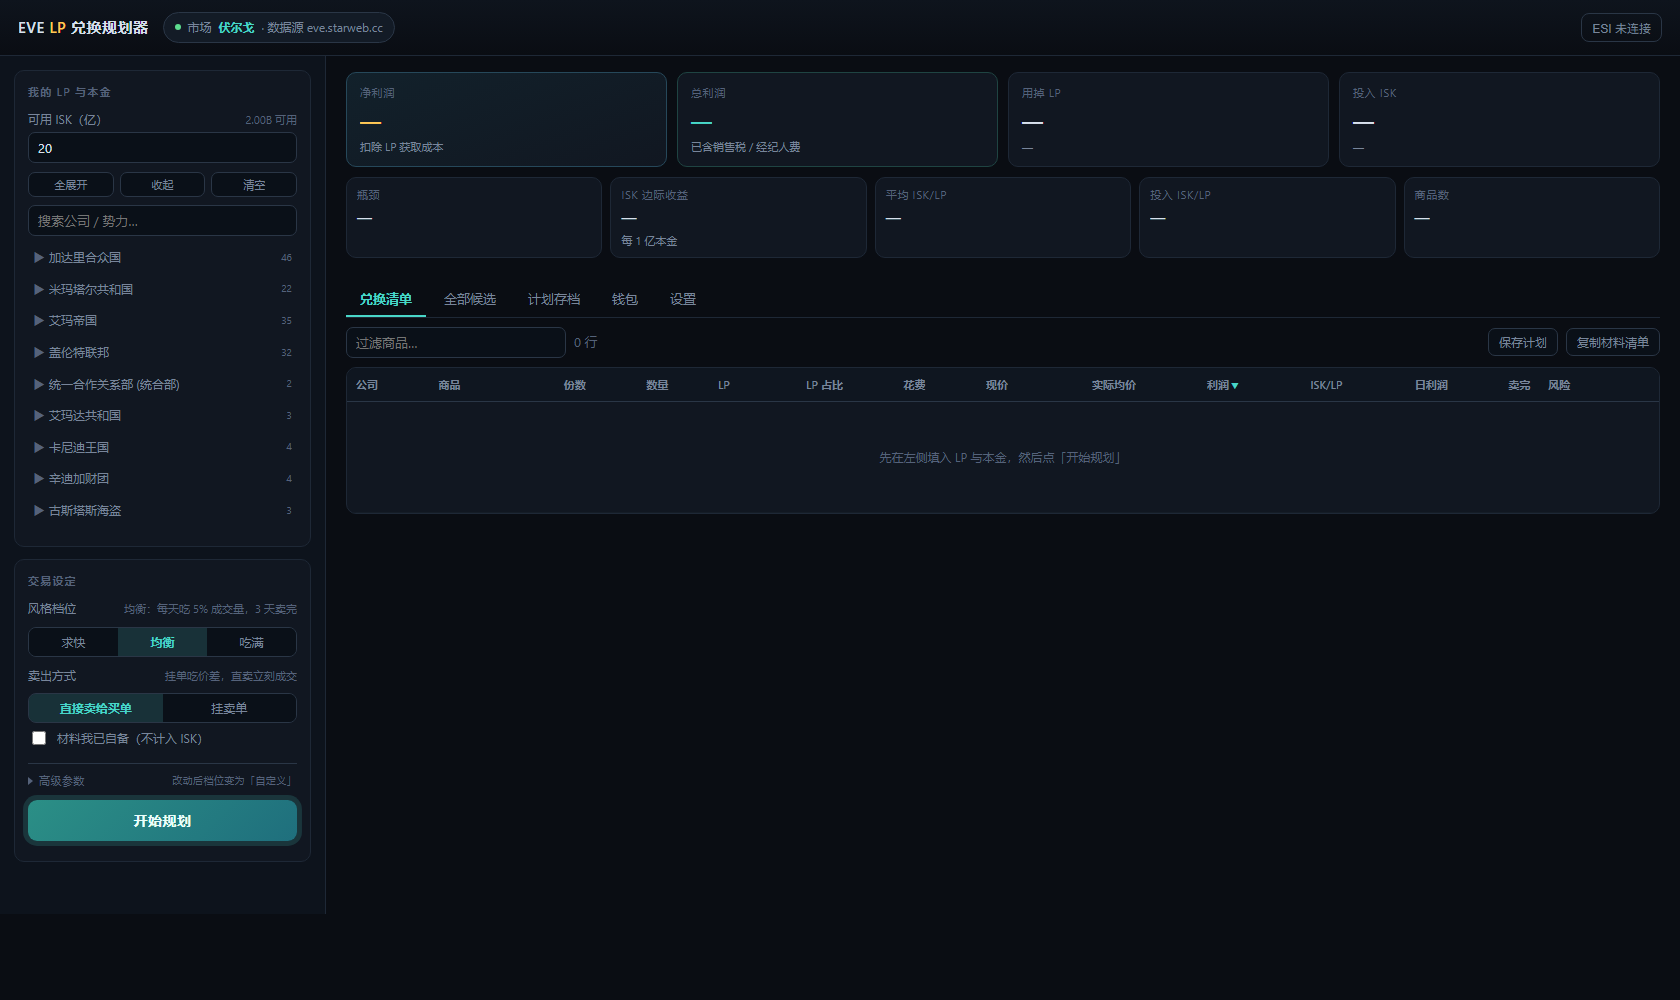 EVE LP 兑换规划器
市场 伏尔戈 · 数据源 eve.starweb.cc
ESI 未连接
我的 LP 与本金
可用 ISK（亿）
2.00B 可用
20
全展开
收起
清空
搜索公司 / 势力...
▶ 加达里合众国 46
▶ 米玛塔尔共和国 22
▶ 艾玛帝国 35
▶ 盖伦特联邦 32
▶ 统一合作关系部 (统合部) 2
▶ 艾玛达共和国 3
▶ 卡尼迪王国 4
▶ 辛迪加财团 4
▶ 古斯塔斯海盗 3
交易设定
风格档位
均衡：每天吃 5% 成交量，3 天卖完
求快
均衡
吃满
卖出方式
挂单吃价差，直卖立刻成交
直接卖给买单
挂卖单
材料我已自备（不计入 ISK）
高级参数
改动后档位变为「自定义」
开始规划
净利润
—
扣除 LP 获取成本
总利润
—
已含销售税 / 经纪人费
用掉 LP
—
—
投入 ISK
—
—
瓶颈
—
ISK 边际收益
—
每 1 亿本金
平均 ISK/LP
—
投入 ISK/LP
—
商品数
—
兑换清单
全部候选
计划存档
钱包
设置
过滤商品...
0 行
保存计划
复制材料清单
公司 商品 份数 数量 LP LP 占比 花费 现价 实际均价 利润▼ ISK/LP 日利润 卖完 风险
先在左侧填入 LP 与本金，然后点「开始规划」